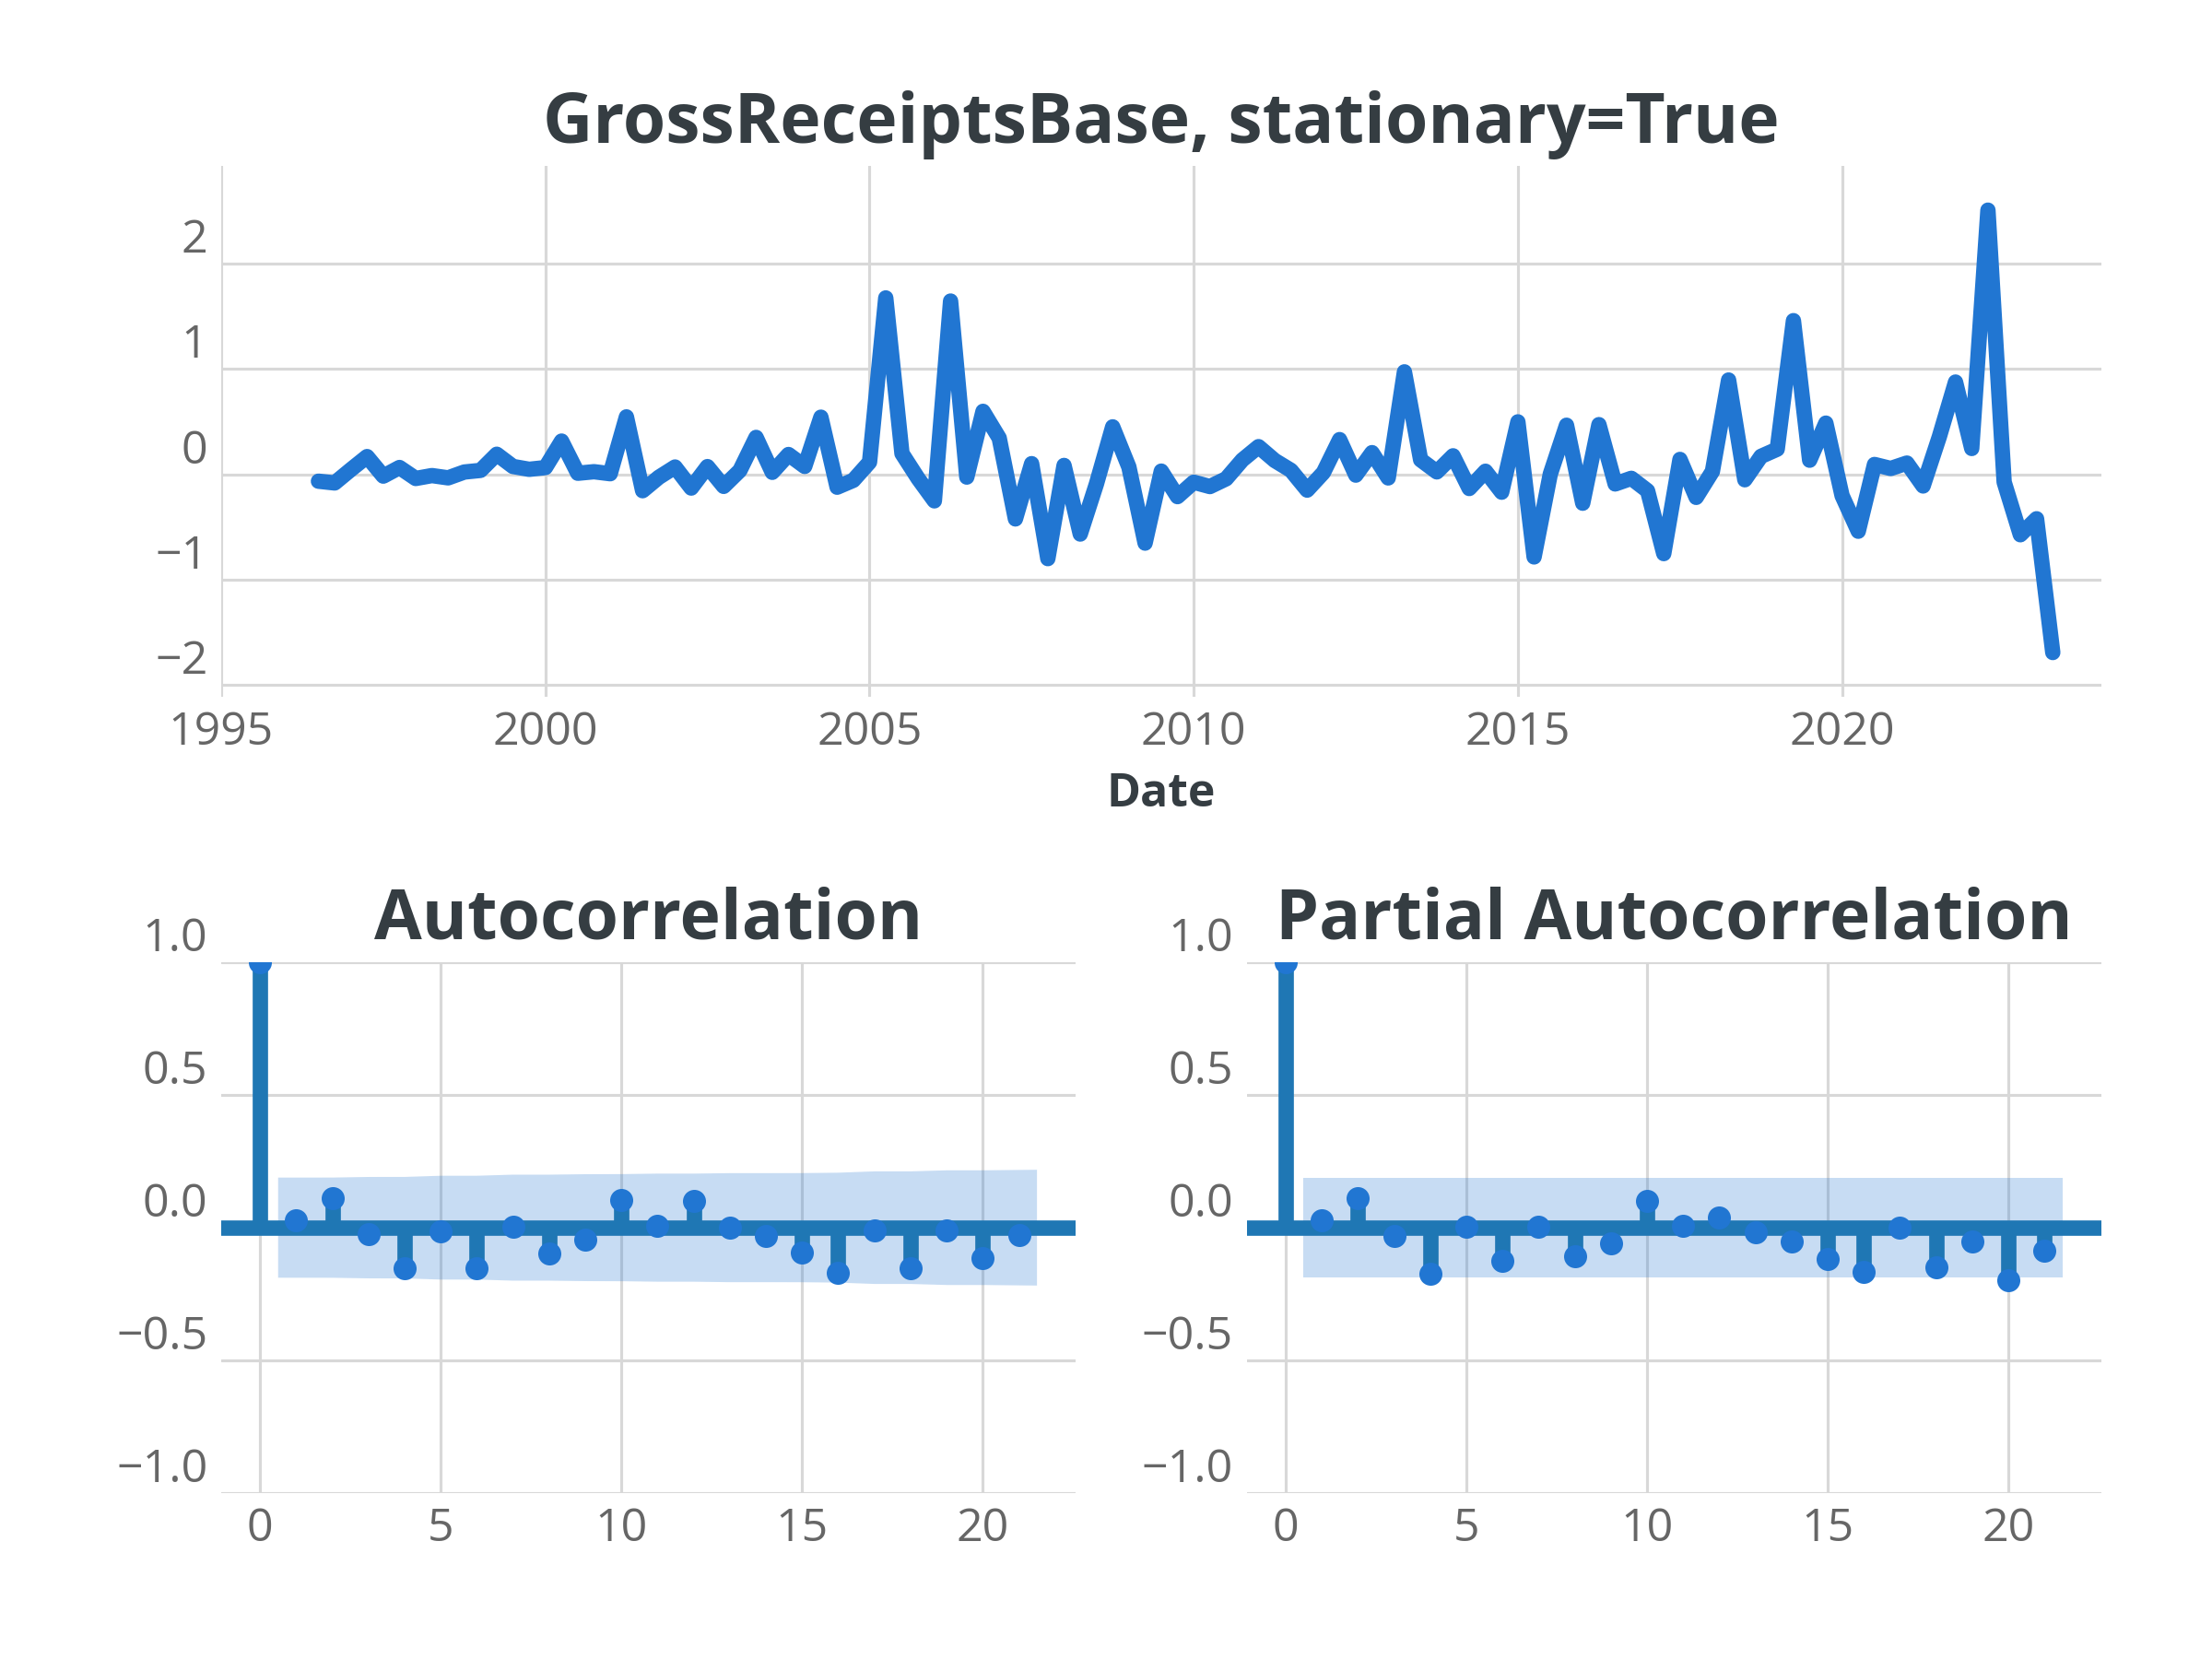 GrossReceiptsBase, stationary=True
2
1
0
−1
−2
1995 2000 2005 2010 2015 2020
Date
Autocorrelation
1.0
0.5
0.0
−0.5
−1.0
0 5 10 15 20
Partial Autocorrelation
1.0
0.5
0.0
−0.5
−1.0
0 5 10 15 20